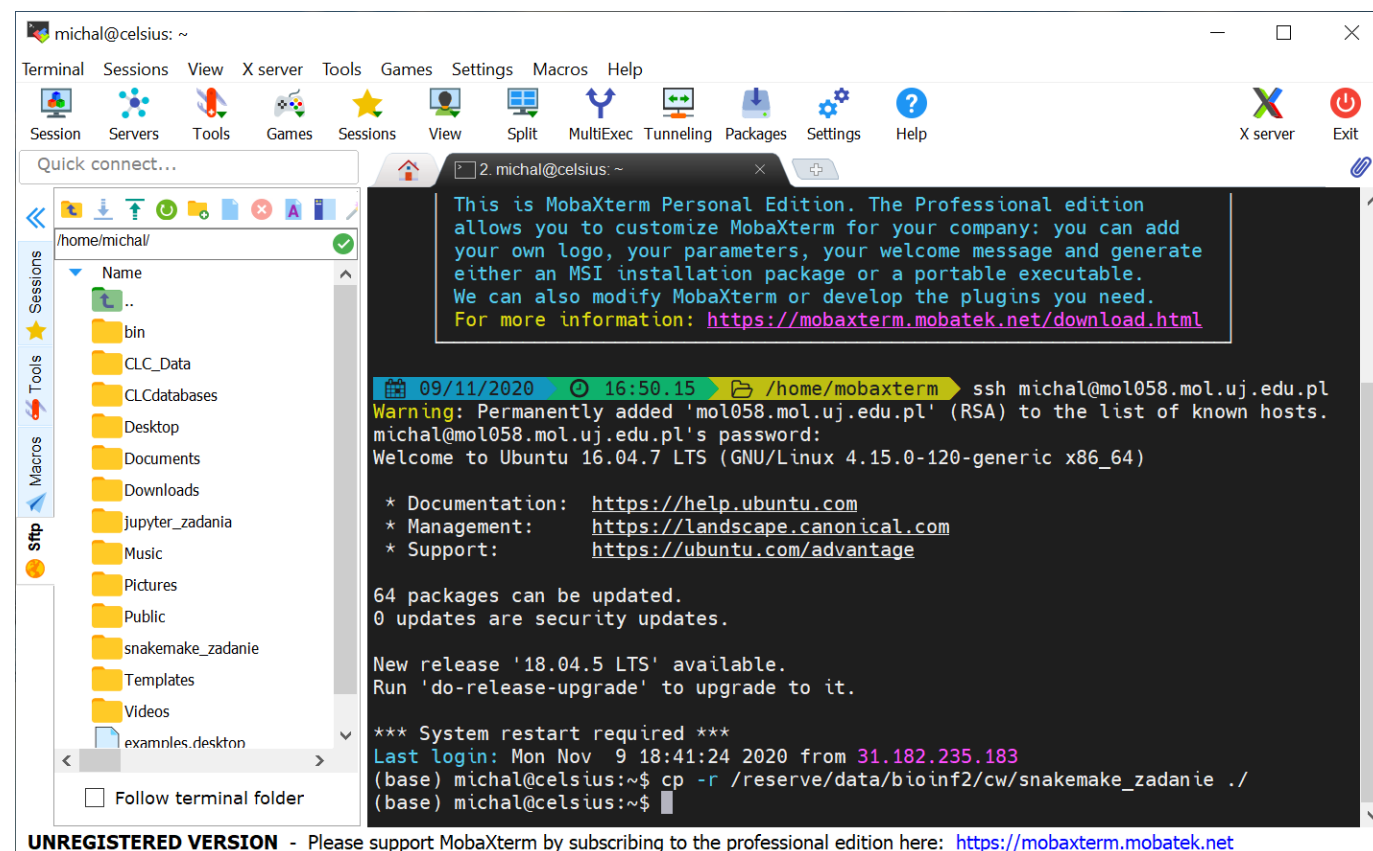 michal@celsius: ~
Terminal Sessions View X server Tools Games Settings Macros Help
Session Servers Tools Games Sessions View Split MultiExec Tunneling Packages Settings Help X server Exit
Quick connect...
2. michal@celsius: ~
/home/michal/
Name
..
bin
CLC_Data
CLCdatabases
Desktop
Documents
Downloads
jupyter_zadania
Music
Pictures
Public
snakemake_zadanie
Templates
Videos
examples.desktop
Follow terminal folder
Sessions
Tools
Macros
Sftp
This is MobaXterm Personal Edition. The Professional edition
allows you to customize MobaXterm for your company: you can add
your own logo, your parameters, your welcome message and generate
either an MSI installation package or a portable executable.
We can also modify MobaXterm or develop the plugins you need.
For more information: https://mobaxterm.mobatek.net/download.html
09/11/2020 16:50.15 /home/mobaxterm ssh michal@mol058.mol.uj.edu.pl
Warning: Permanently added 'mol058.mol.uj.edu.pl' (RSA) to the list of known hosts.
michal@mol058.mol.uj.edu.pl's password:
Welcome to Ubuntu 16.04.7 LTS (GNU/Linux 4.15.0-120-generic x86_64)
* Documentation: https://help.ubuntu.com
* Management: https://landscape.canonical.com
* Support: https://ubuntu.com/advantage
64 packages can be updated.
0 updates are security updates.
New release '18.04.5 LTS' available.
Run 'do-release-upgrade' to upgrade to it.
*** System restart required ***
Last login: Mon Nov 9 18:41:24 2020 from 31.182.235.183
(base) michal@celsius:~$ cp -r /reserve/data/bioinf2/cw/snakemake_zadanie ./
(base) michal@celsius:~$
UNREGISTERED VERSION - Please support MobaXterm by subscribing to the professional edition here: https://mobaxterm.mobatek.net